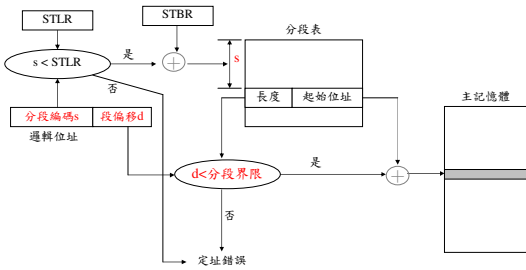 STLR
STBR
分段表
s < STLR
是
s
否
長度
起始位址
主記憶體
分段編碼s
段偏移d
邏輯位址
d<分段界限
是
否
定址錯誤